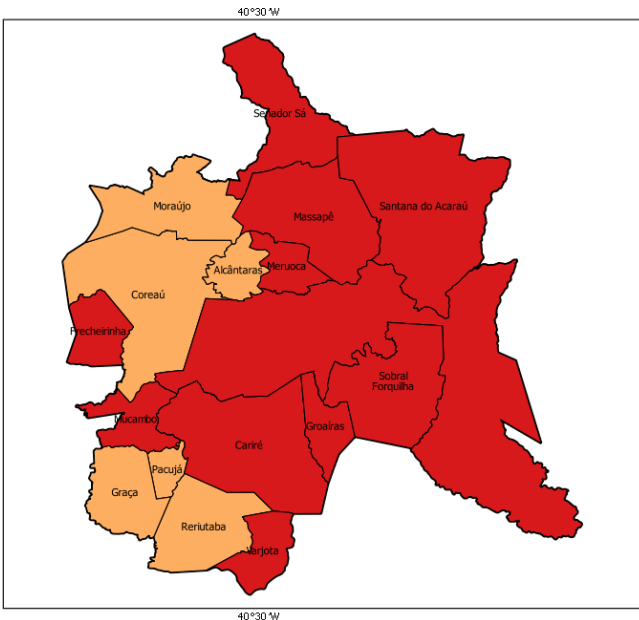 40°30'W
Senador Sá
Moraújo
Massapê
Santana do Acaraú
Alcântaras
Meruoca
Coreaú
Frecheirinha
Sobral
Forquilha
Mucambo
Groaíras
Cariré
Pacujá
Graça
Reriutaba
Varjota
40°30'W